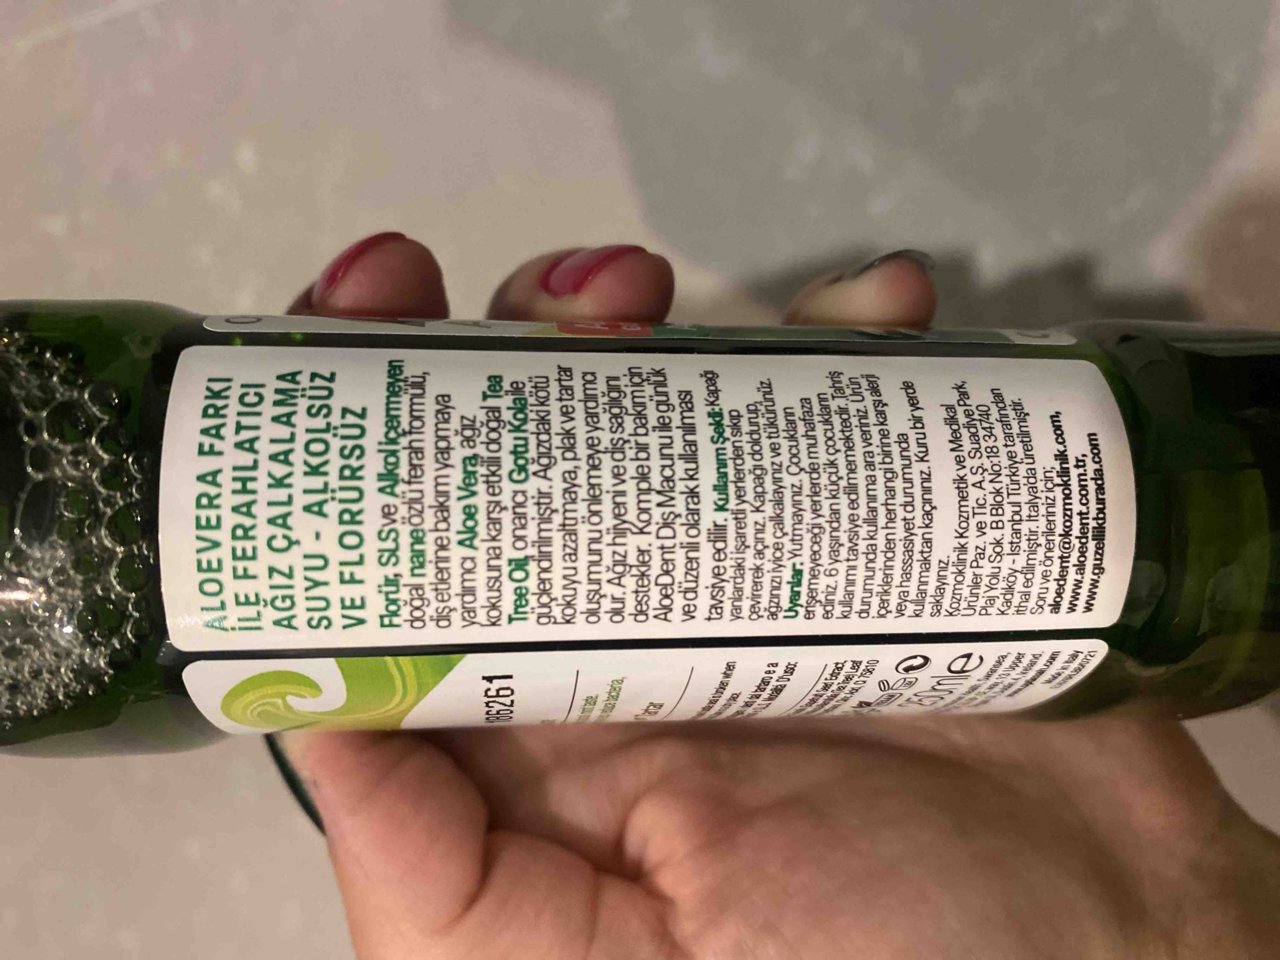 ALOEVERA FARKI
İLE FERAHLATICI
AĞIZ ÇALKALAMA
SUYU - ALKOLSÜZ
VE FLORÜRSÜZ
Florür, SLS ve Alkol İçermeyen
doğal nane özlü ferah formülü,
diş etlerine bakım yapmaya
yardımcı Aloe Vera, ağız
kokusuna karşı etkili doğal Tea
Tree Oil, onarıcı Gotu Kola ile
güçlendirilmiştir. Ağızdaki kötü
kokuyu azaltmaya, plak ve tartar
oluşumunu önlemeye yardımcı
olur. Ağız hijyeni ve diş sağlığını
destekler. Komple bir bakım için
AloeDent Diş Macunu ile günlük
ve düzenli olarak kullanılması
tavsiye edilir. Kullanım Şekli: Kapağı
yanlardaki işaretli yerlerden sıkıp
çevirerek açınız. Kapağı doldurup,
ağzınızı iyice çalkalayınız ve tükürünüz.
Uyarılar: Yutmayınız. Çocukların
erişemeyeceği yerlerde muhafaza
ediniz. 6 yaşından küçük çocukların
kullanımı tavsiye edilmemektedir. Tahriş
durumunda kullanıma ara veriniz. Ürün
içeriklerinden herhangi birine karşı alerji
veya hassasiyet durumunda
kullanmaktan kaçınınız. Kuru bir yerde
saklayınız.
Kozmoklinik Kozmetik ve Medikal
Ürünler Paz. ve Tic. A.Ş. Suadiye Park,
Plaj Yolu Sok. B Blok No:18 34740
Kadıköy - İstanbul Türkiye tarafından
ithal edilmiştir. İtalya'da üretilmiştir.
Soru ve önerileriniz için;
aloedent@kozmoklinik.com,
www.aloedent.com.tr,
www.guzellikburada.com
86261
Tartar
250ml e
Made in Italy